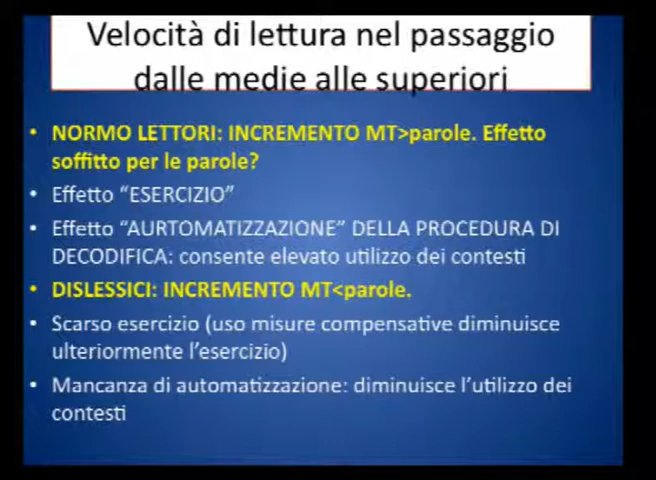 Velocità di lettura nel passaggio
dalle medie alle superiori
• NORMO LETTORI: INCREMENTO MT>parole. Effetto
soffitto per le parole?
• Effetto “ESERCIZIO”
• Effetto “AURTOMATIZZAZIONE” DELLA PROCEDURA DI
DECODIFICA: consente elevato utilizzo dei contesti
• DISLESSICI: INCREMENTO MT<parole.
• Scarso esercizio (uso misure compensative diminuisce
ulteriormente l’esercizio)
• Mancanza di automatizzazione: diminuisce l’utilizzo dei
contesti